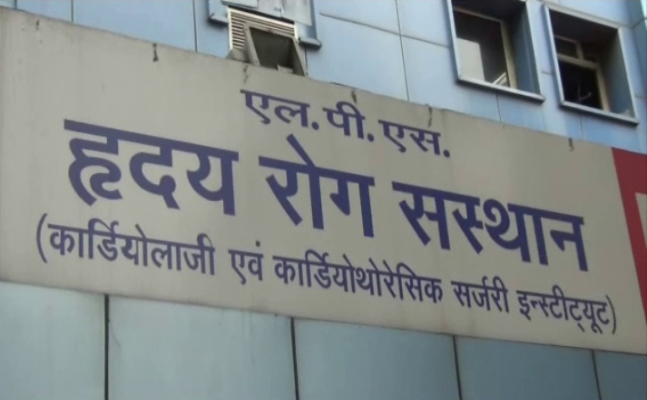 एल.पी.एस.
हृदय रोग सस्थान
(कार्डियोलाजी एवं कार्डियोथोरेसिक सर्जरी इन्स्टीट्यूट)